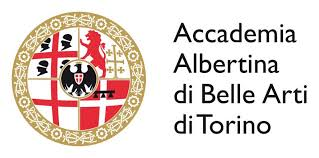 Accademia
Albertina
di Belle Arti
di Torino